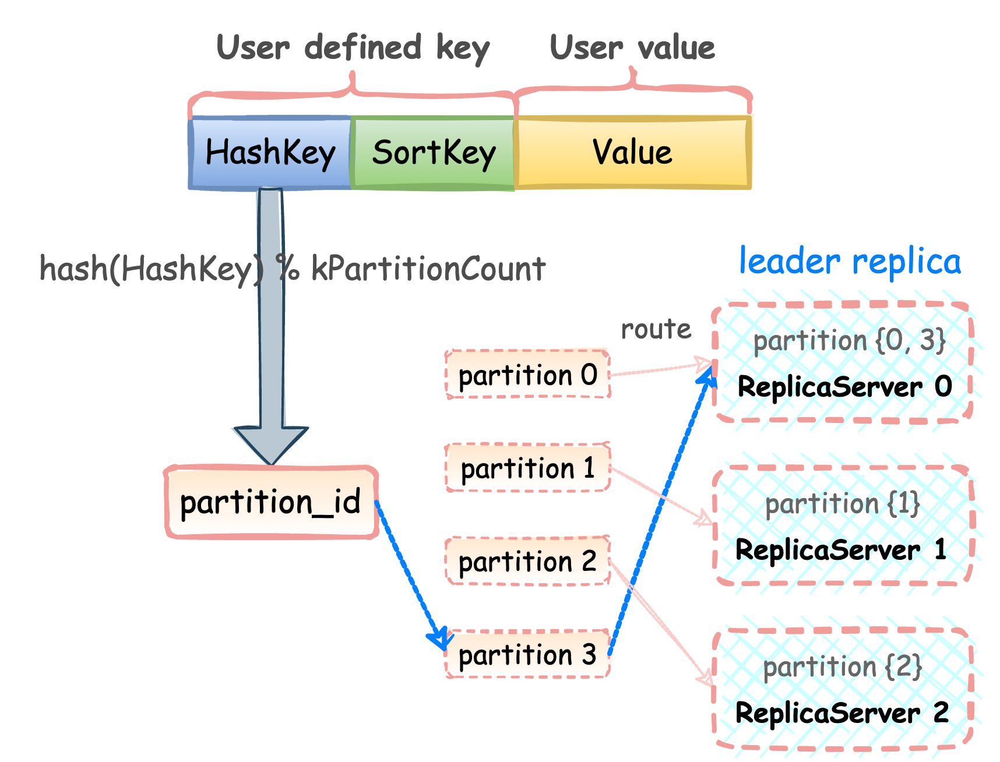 User defined key
User value
HashKey
SortKey
Value
hash(HashKey) % kPartitionCount
leader replica
route
partition {0, 3}
ReplicaServer 0
partition 0
partition 1
partition {1}
ReplicaServer 1
partition_id
partition 2
partition 3
partition {2}
ReplicaServer 2